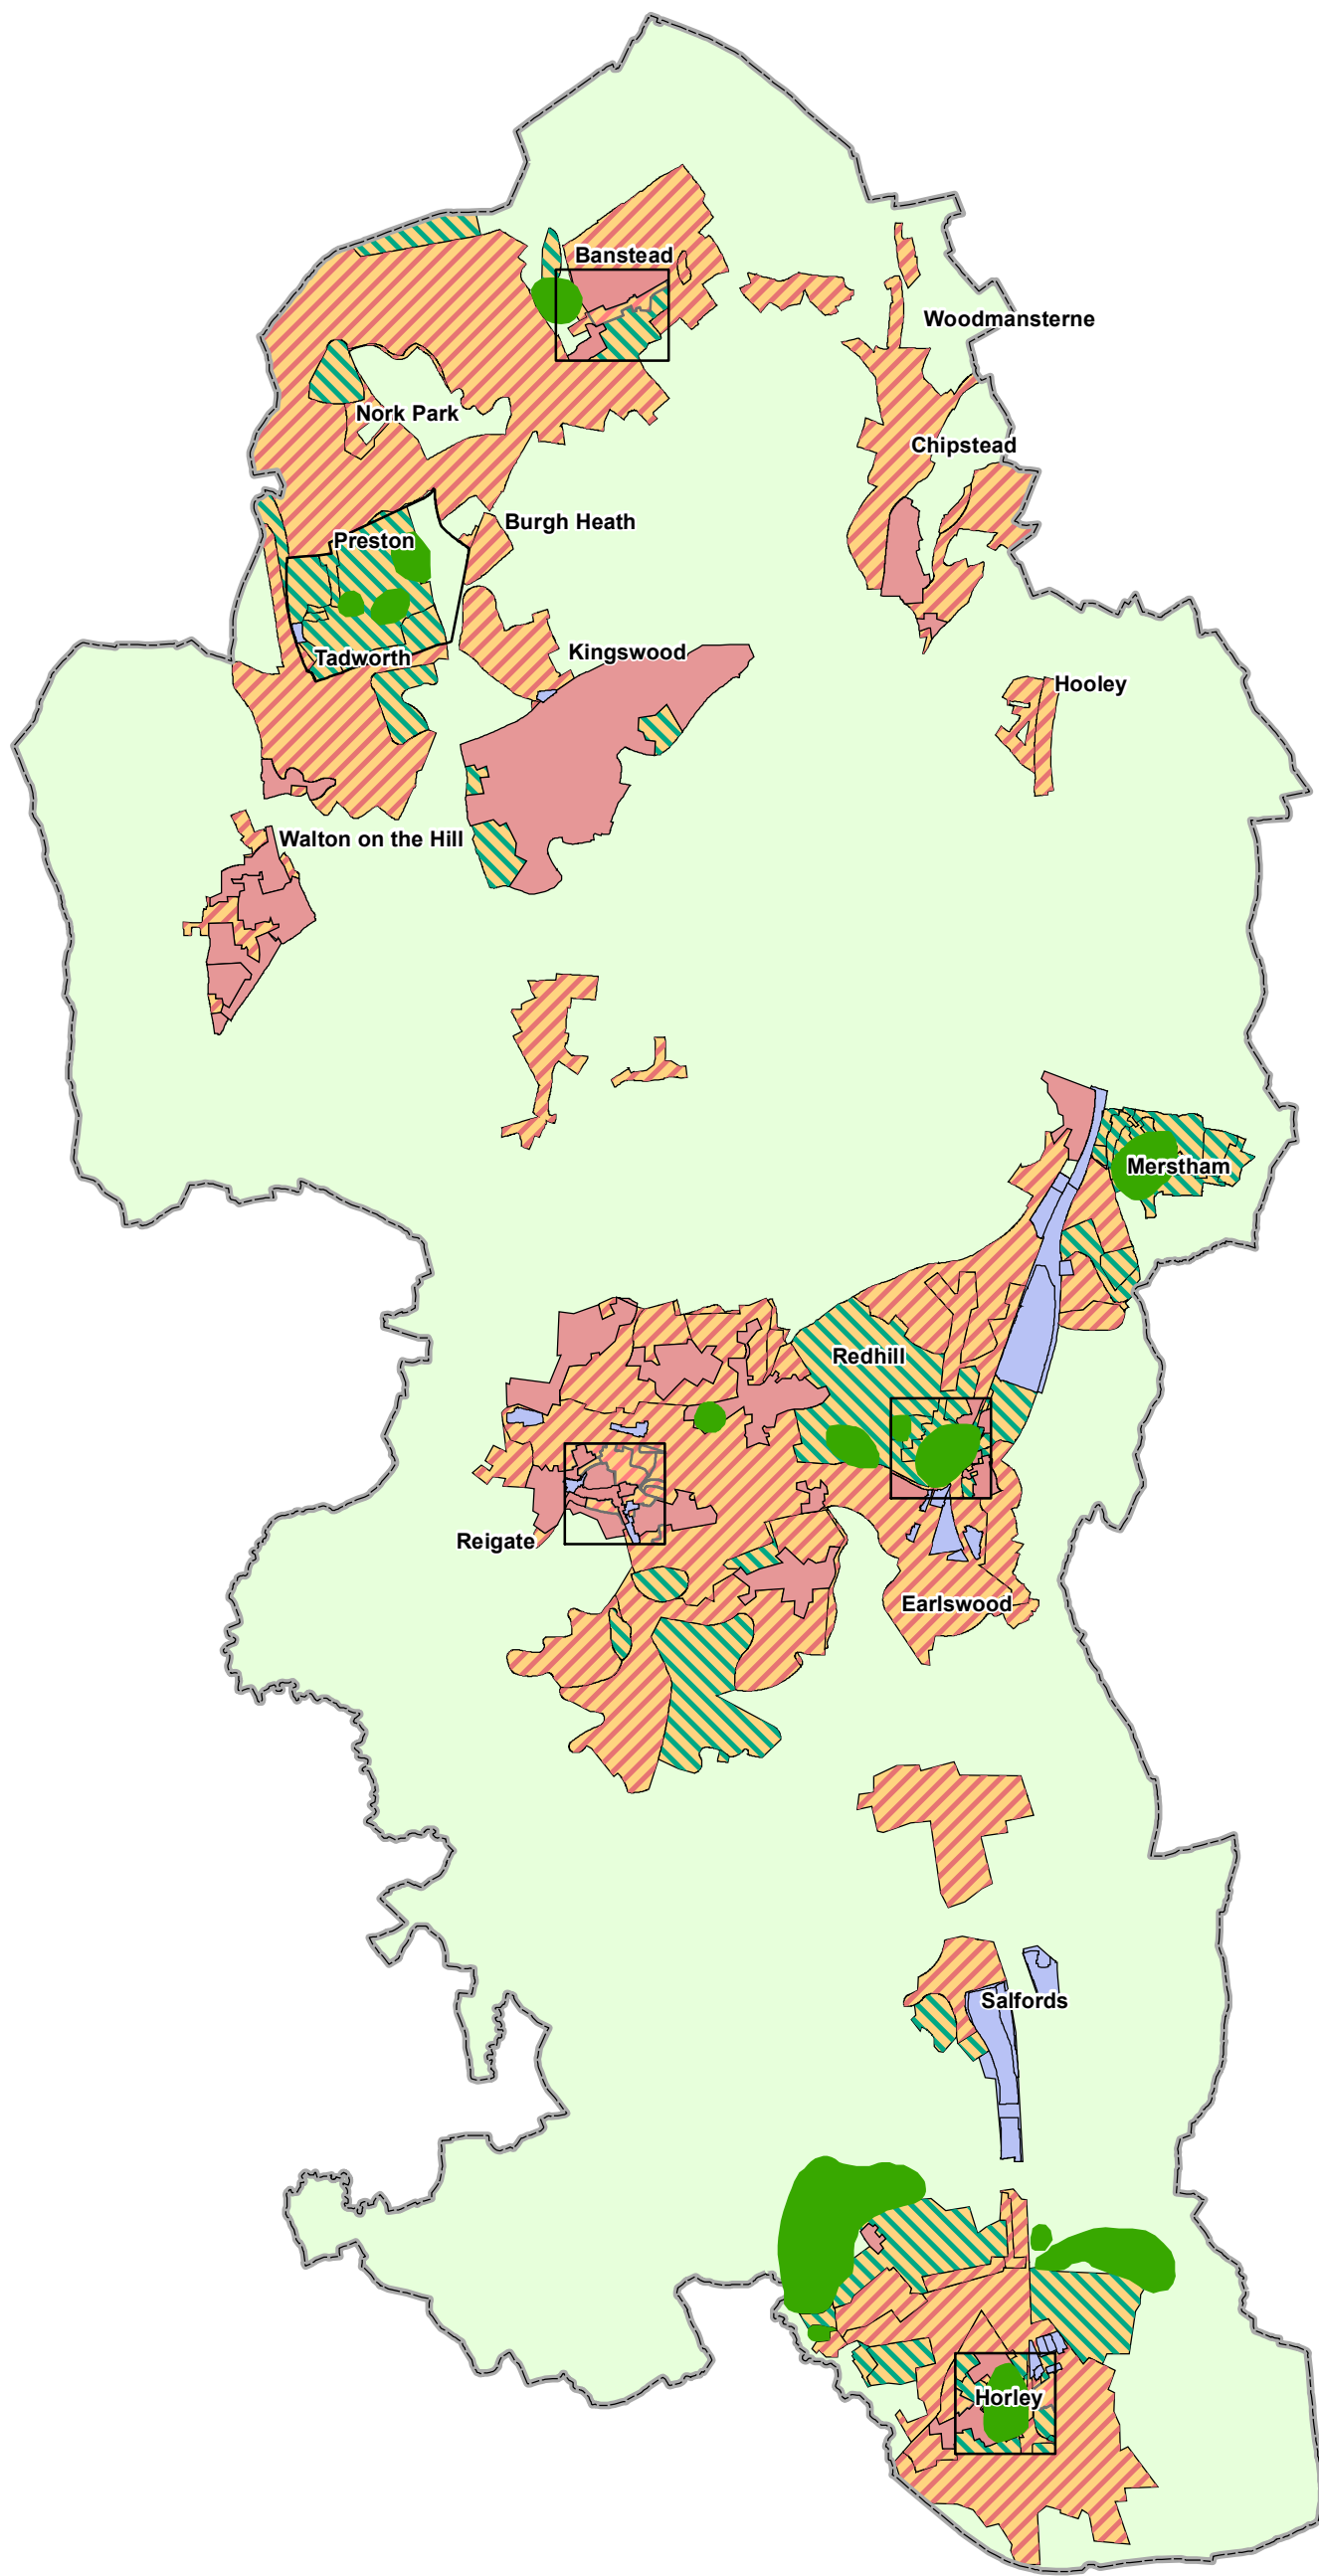 Banstead
Woodmansterne
Nork Park
Chipstead
Burgh Heath
Preston
Kingswood
Tadworth
Hooley
Walton on the Hill
Merstham
Redhill
Reigate
Earlswood
Salfords
Horley